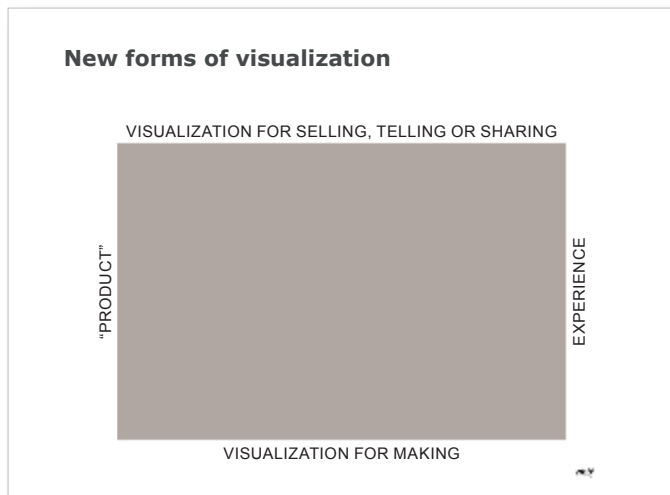 New forms of visualization
VISUALIZATION FOR SELLING, TELLING OR SHARING
“PRODUCT”
EXPERIENCE
VISUALIZATION FOR MAKING